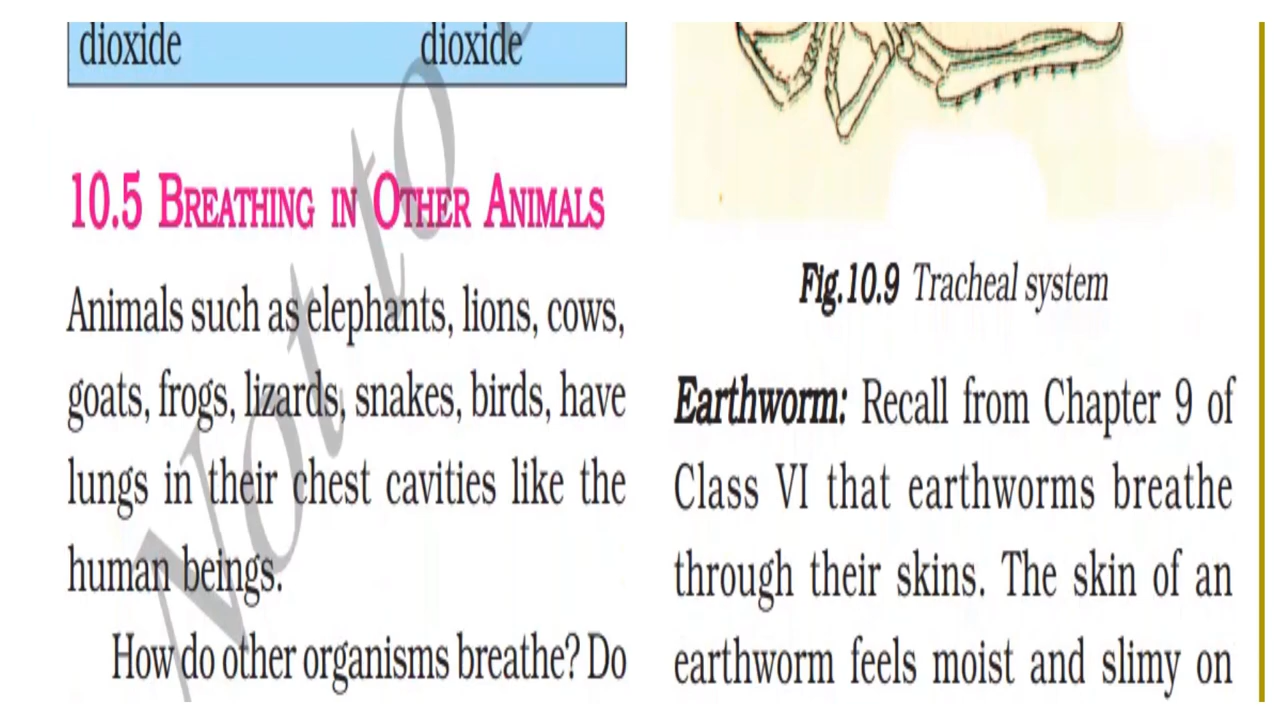 dioxide dioxide
10.5 BREATHING IN OTHER ANIMALS
Animals such as elephants, lions, cows,
goats, frogs, lizards, snakes, birds, have
lungs in their chest cavities like the
human beings.
How do other organisms breathe? Do
Fig.10.9 Tracheal system
Earthworm: Recall from Chapter 9 of
Class VI that earthworms breathe
through their skins. The skin of an
earthworm feels moist and slimy on
Not to